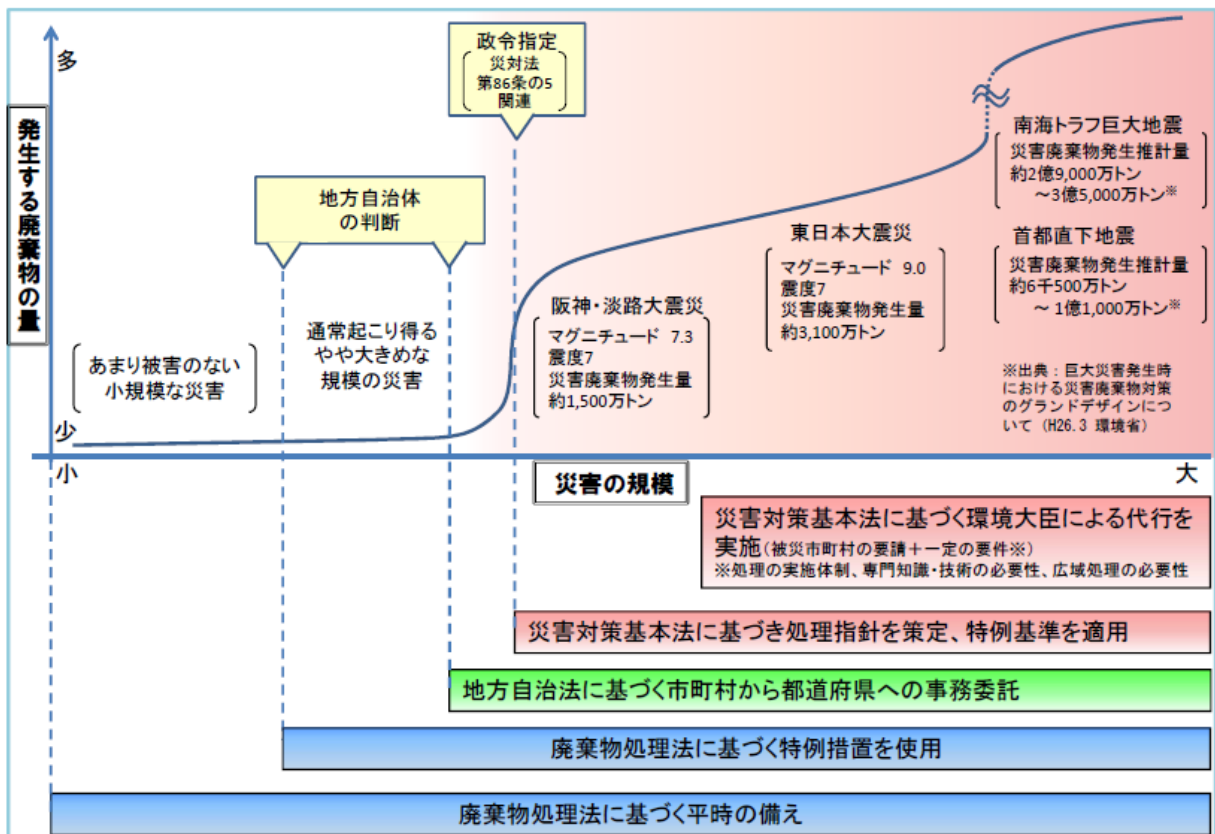 多
発生する廃棄物の量
少
小
政令指定
災対法
第86条の5
関連
地方自治体
の判断
あまり被害のない
小規模な災害
通常起こり得る
やや大きめな
規模の災害
阪神・淡路大震災
マグニチュード 7.3
震度7
災害廃棄物発生量
約1,500万トン
東日本大震災
マグニチュード 9.0
震度7
災害廃棄物発生量
約3,100万トン
南海トラフ巨大地震
災害廃棄物発生推計量
約2億9,000万トン
～3億5,000万トン※
首都直下地震
災害廃棄物発生推計量
約6千500万トン
～ 1億1,000万トン※
※出典：巨大災害発生時
における災害廃棄物対策
のグランドデザインにつ
いて（H26.3 環境省）
災害の規模
大
災害対策基本法に基づく環境大臣による代行を
実施（被災市町村の要請＋一定の要件※）
※処理の実施体制、専門知識・技術の必要性、広域処理の必要性
災害対策基本法に基づき処理指針を策定、特例基準を適用
地方自治法に基づく市町村から都道府県への事務委託
廃棄物処理法に基づく特例措置を使用
廃棄物処理法に基づく平時の備え